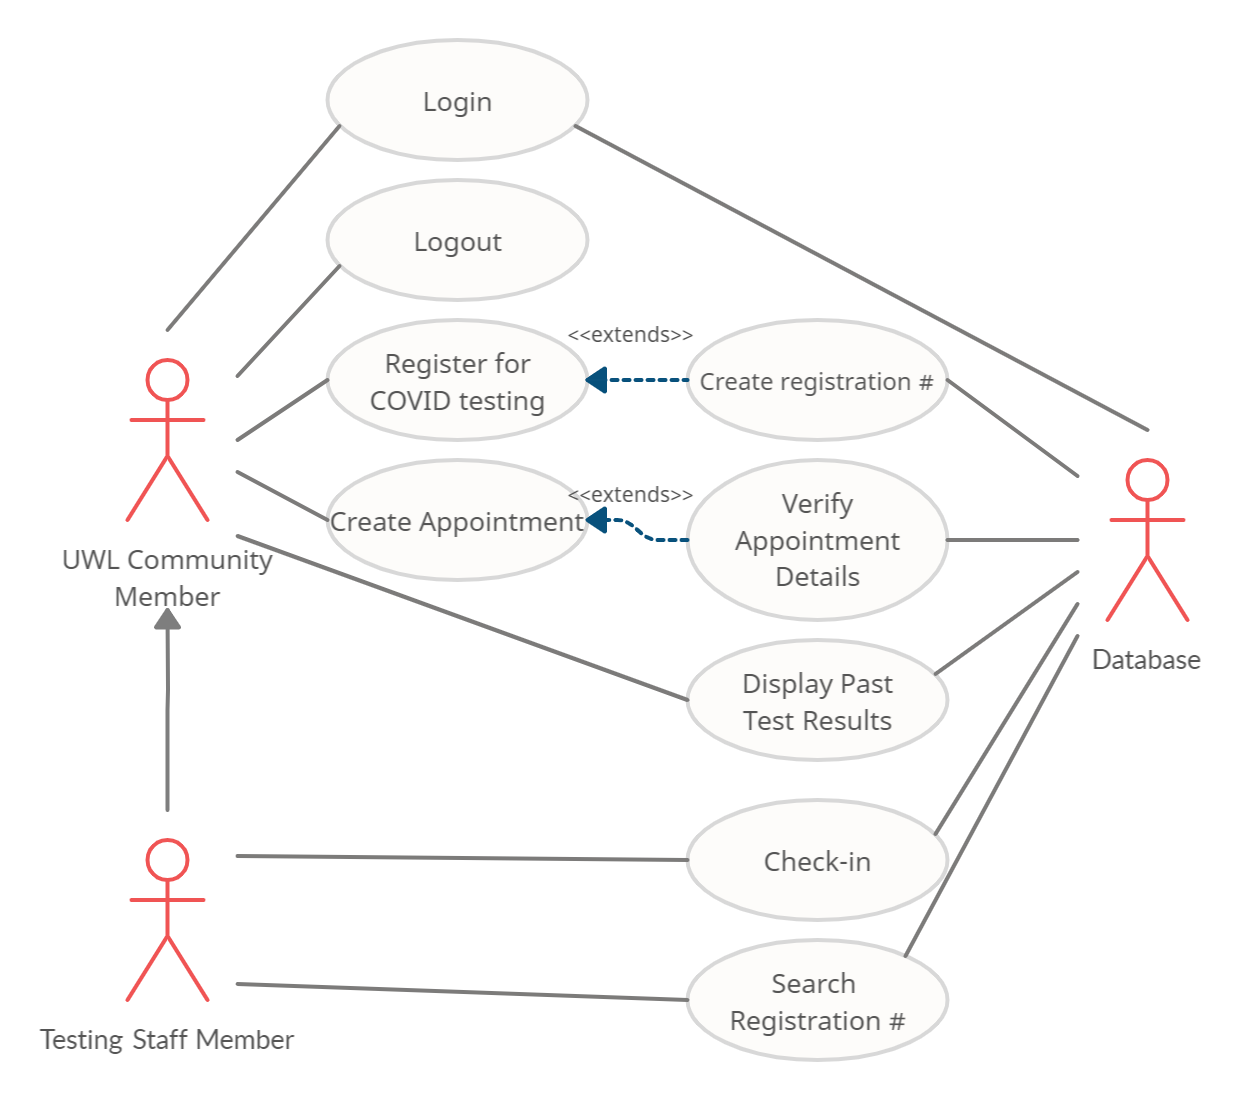 Login
Logout
<<extends>>
Register for
COVID testing
Create registration #
<<extends>>
Create Appointment
Verify
Appointment
Details
UWL Community
Member
Database
Display Past
Test Results
Check-in
Search
Registration #
Testing Staff Member